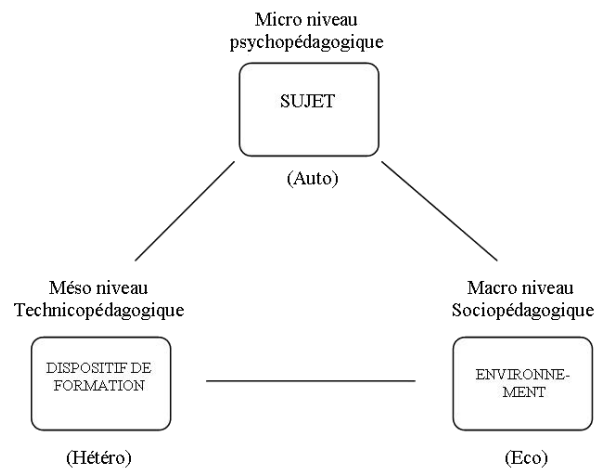 Micro niveau
psychopédagogique
SUJET
(Auto)
Méso niveau
Technicopédagogique
DISPOSITIF DE
FORMATION
(Hétéro)
Macro niveau
Sociopédagogique
ENVIRONNE-
MENT
(Eco)